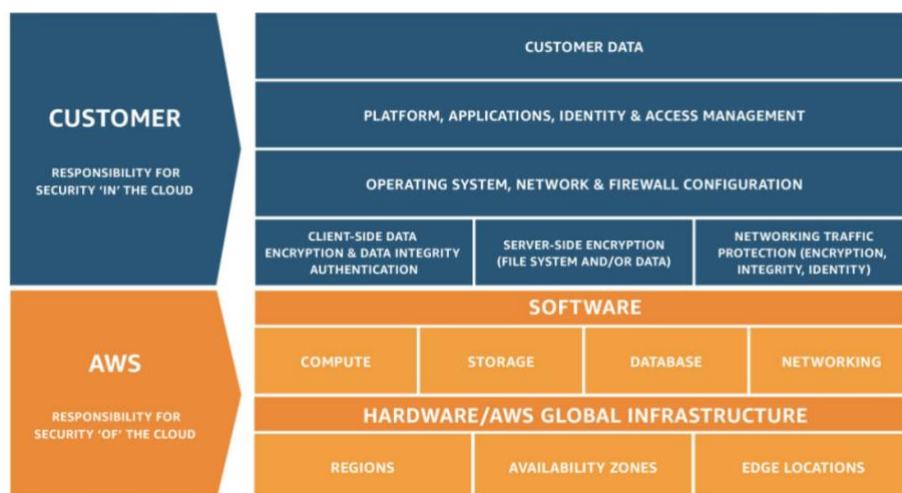 CUSTOMER
RESPONSIBILITY FOR
SECURITY ‘IN’ THE CLOUD
CUSTOMER DATA
PLATFORM, APPLICATIONS, IDENTITY & ACCESS MANAGEMENT
OPERATING SYSTEM, NETWORK & FIREWALL CONFIGURATION
CLIENT-SIDE DATA
ENCRYPTION & DATA INTEGRITY
AUTHENTICATION
SERVER-SIDE ENCRYPTION
(FILE SYSTEM AND/OR DATA)
NETWORKING TRAFFIC
PROTECTION (ENCRYPTION,
INTEGRITY, IDENTITY)
AWS
RESPONSIBILITY FOR
SECURITY ‘OF’ THE CLOUD
SOFTWARE
COMPUTE
STORAGE
DATABASE
NETWORKING
HARDWARE/AWS GLOBAL INFRASTRUCTURE
REGIONS
AVAILABILITY ZONES
EDGE LOCATIONS